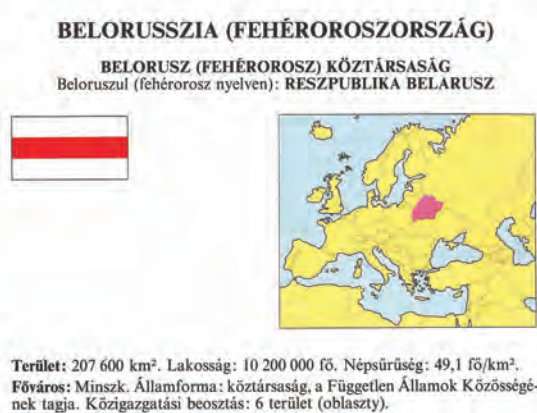 BELORUSSZIA (FEHÉROROSZORSZÁG)
BELORUSZ (FEHÉROROSZ) KÖZTÁRSASÁG
Beloruszul (fehérorosz nyelven): RESZPUBLIKA BELARUSZ
Terület: 207 600 km². Lakosság: 10 200 000 fő. Népsűrűség: 49,1 fő/km².
Főváros: Minszk. Államforma: köztársaság, a Független Államok Közösségé-
nek tagja. Közigazgatási beosztás: 6 terület (oblaszty).